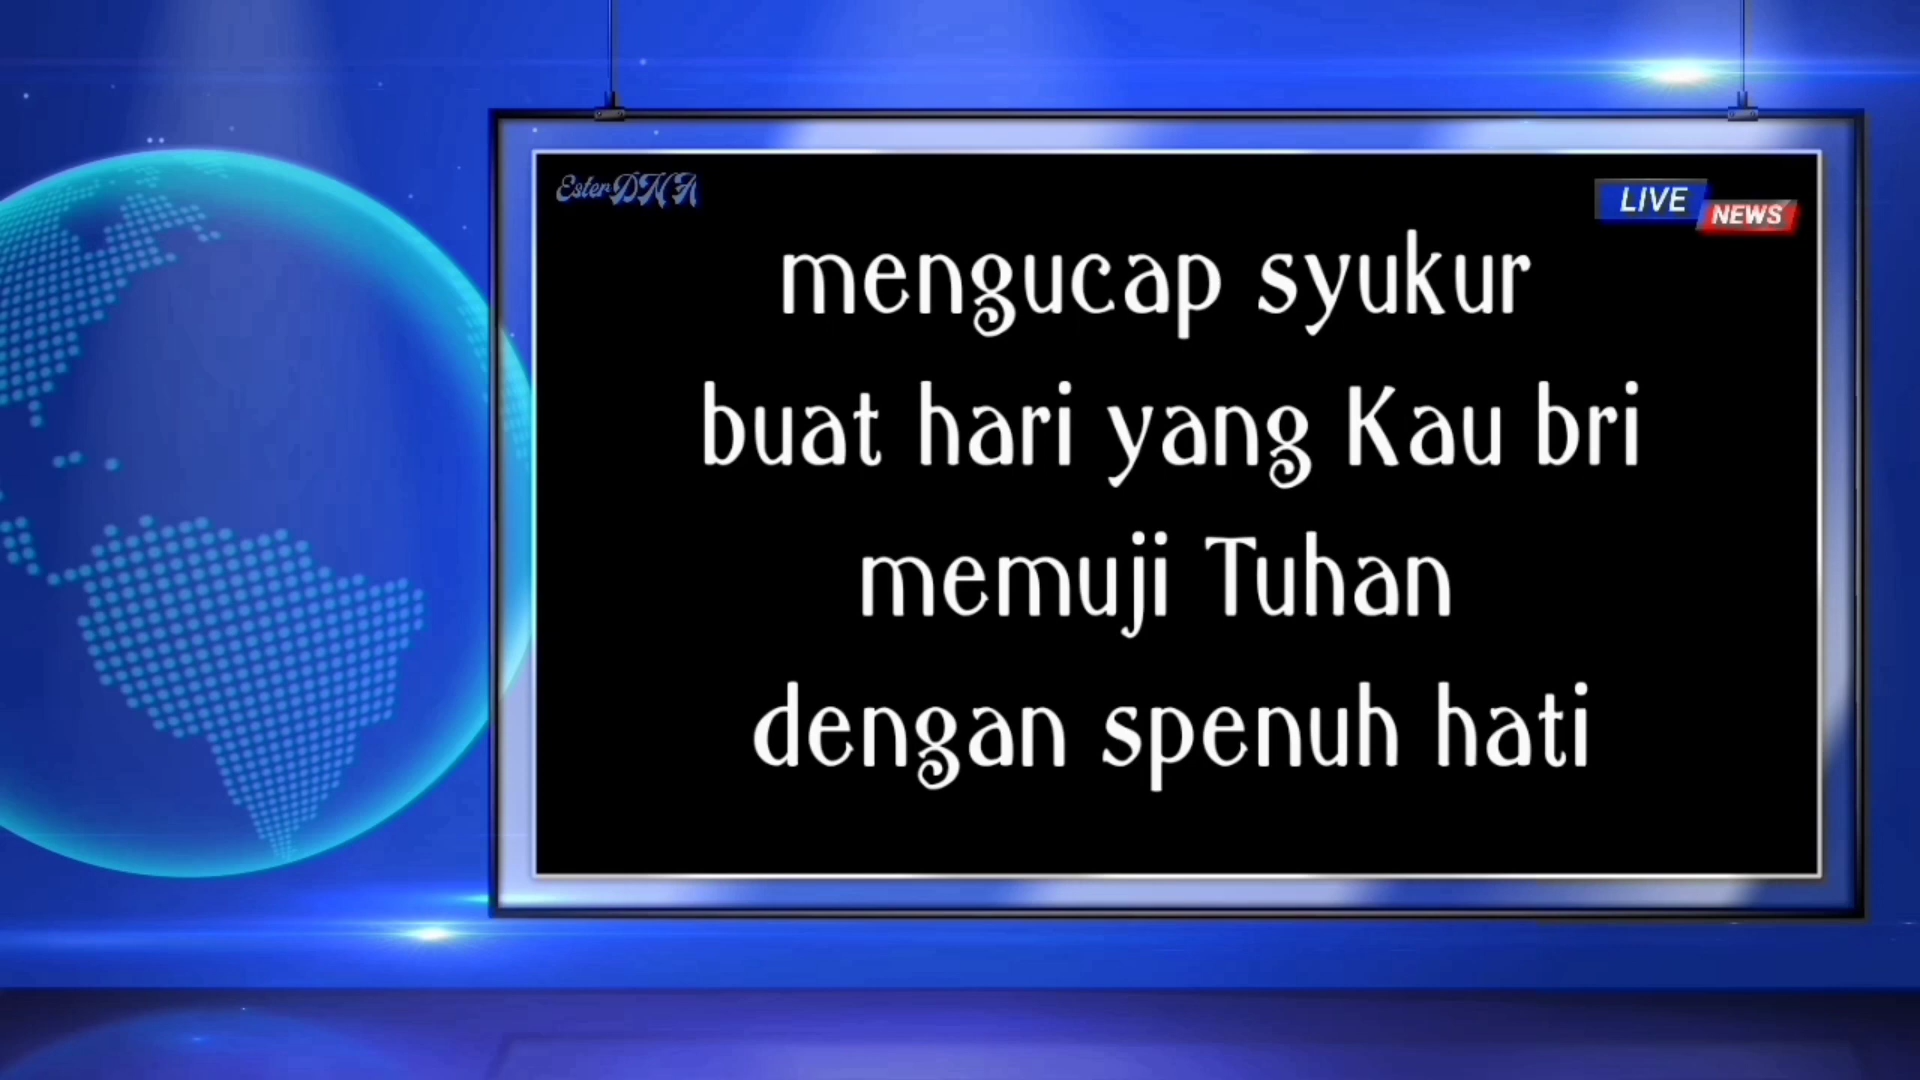 EsterDNA
LIVE
NEWS
mengucap syukur
buat hari yang Kau bri
memuji Tuhan
dengan spenuh hati